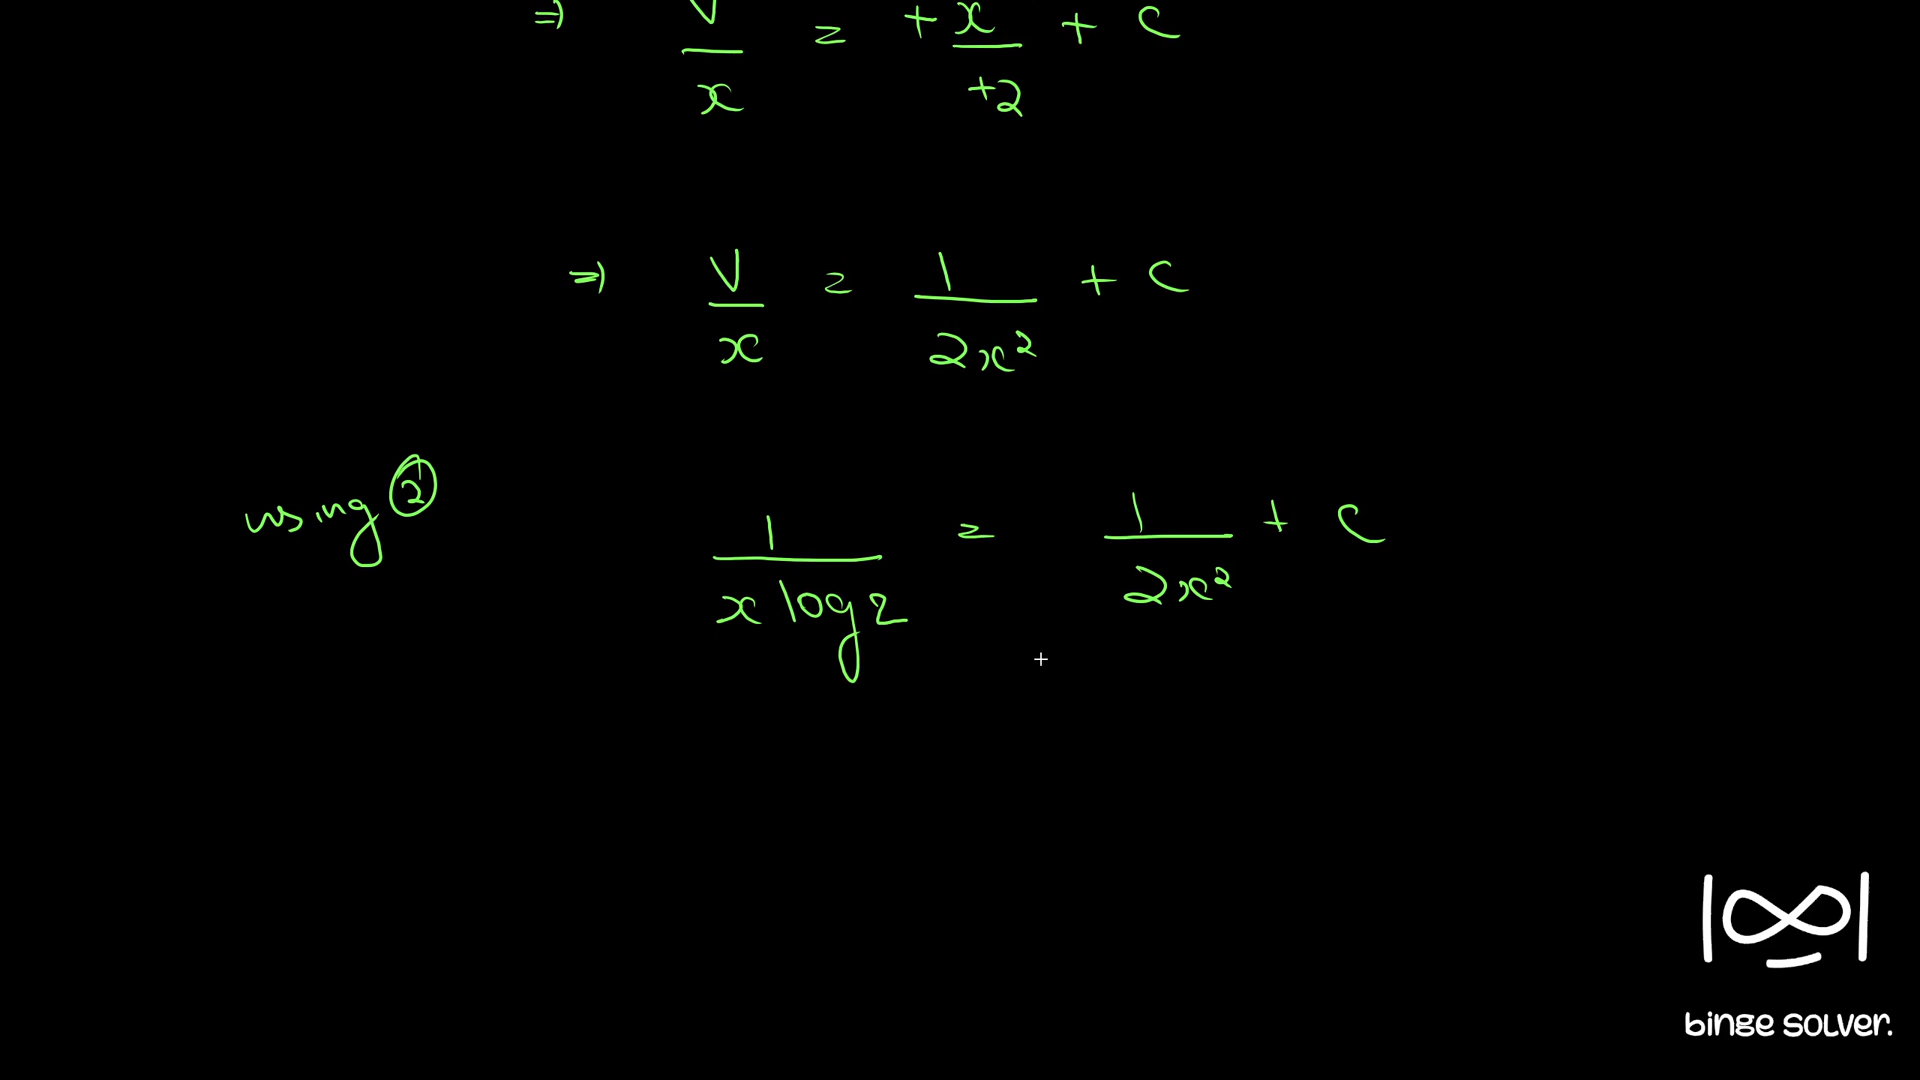 ⇒ V/x = +x/+2 + C
⇒ V/x = 1/2x² + C
using ② 1/x log z = 1/2x² + C
binge solver.